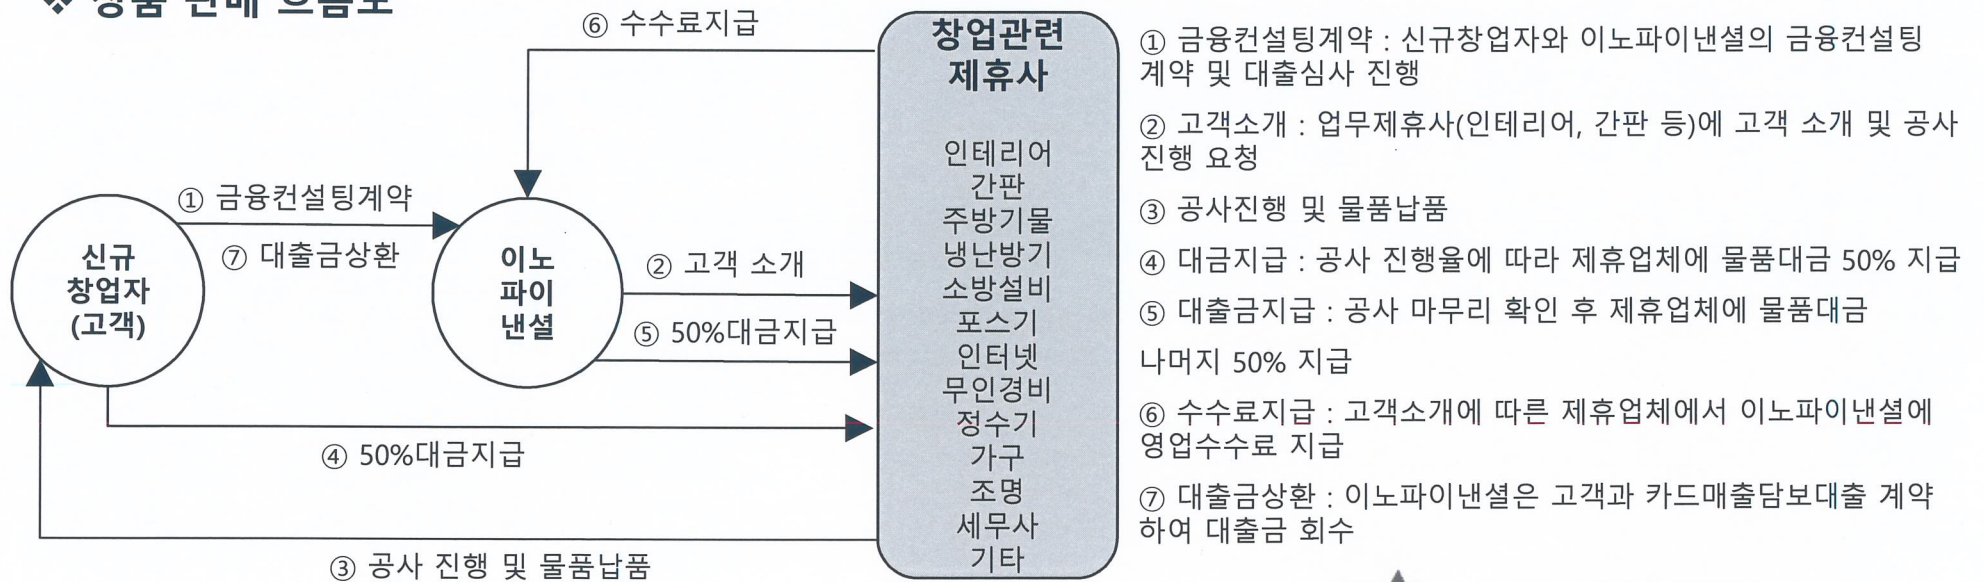 ❖ 상품 판매 흐름도
⑥ 수수료지급
① 금융컨설팅계약
⑦ 대출금상환
신규
창업자
(고객)
이노
파이
낸셜
② 고객 소개
⑤ 50%대금지급
④ 50%대금지급
③ 공사 진행 및 물품납품
창업관련
제휴사
인테리어
간판
주방기물
냉난방기
소방설비
포스기
인터넷
무인경비
정수기
가구
조명
세무사
기타
① 금융컨설팅계약 : 신규창업자와 이노파이낸셜의 금융컨설팅
계약 및 대출심사 진행
② 고객소개 : 업무제휴사(인테리어, 간판 등)에 고객 소개 및 공사
진행 요청
③ 공사진행 및 물품납품
④ 대금지급 : 공사 진행율에 따라 제휴업체에 물품대금 50% 지급
⑤ 대출금지급 : 공사 마무리 확인 후 제휴업체에 물품대금
나머지 50% 지급
⑥ 수수료지급 : 고객소개에 따른 제휴업체에서 이노파이낸셜에
영업수수료 지급
⑦ 대출금상환 : 이노파이낸셜은 고객과 카드매출담보대출 계약
하여 대출금 회수